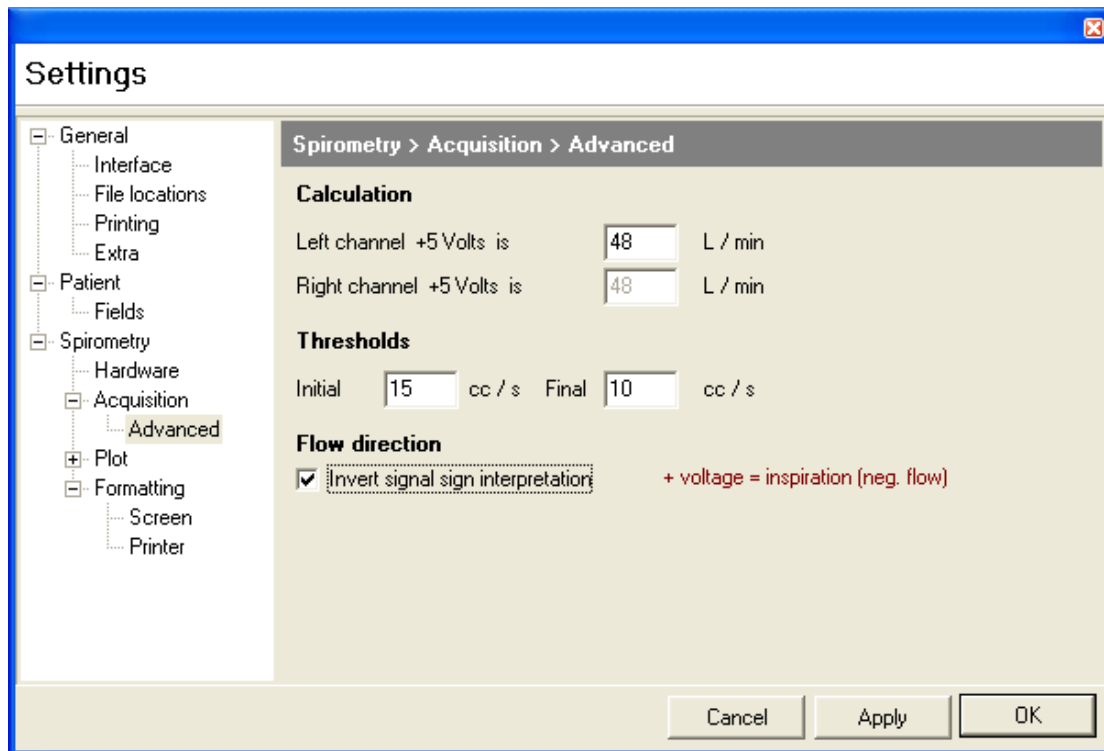 Settings
General
Interface
File locations
Printing
Extra
Patient
Fields
Spirometry
Hardware
Acquisition
Advanced
Plot
Formatting
Screen
Printer
Spirometry > Acquisition > Advanced
Calculation
Left channel +5 Volts is 48 L / min
Right channel +5 Volts is 48 L / min
Thresholds
Initial 15 cc / s Final 10 cc / s
Flow direction
Invert signal sign interpretation + voltage = inspiration (neg. flow)
Cancel Apply OK